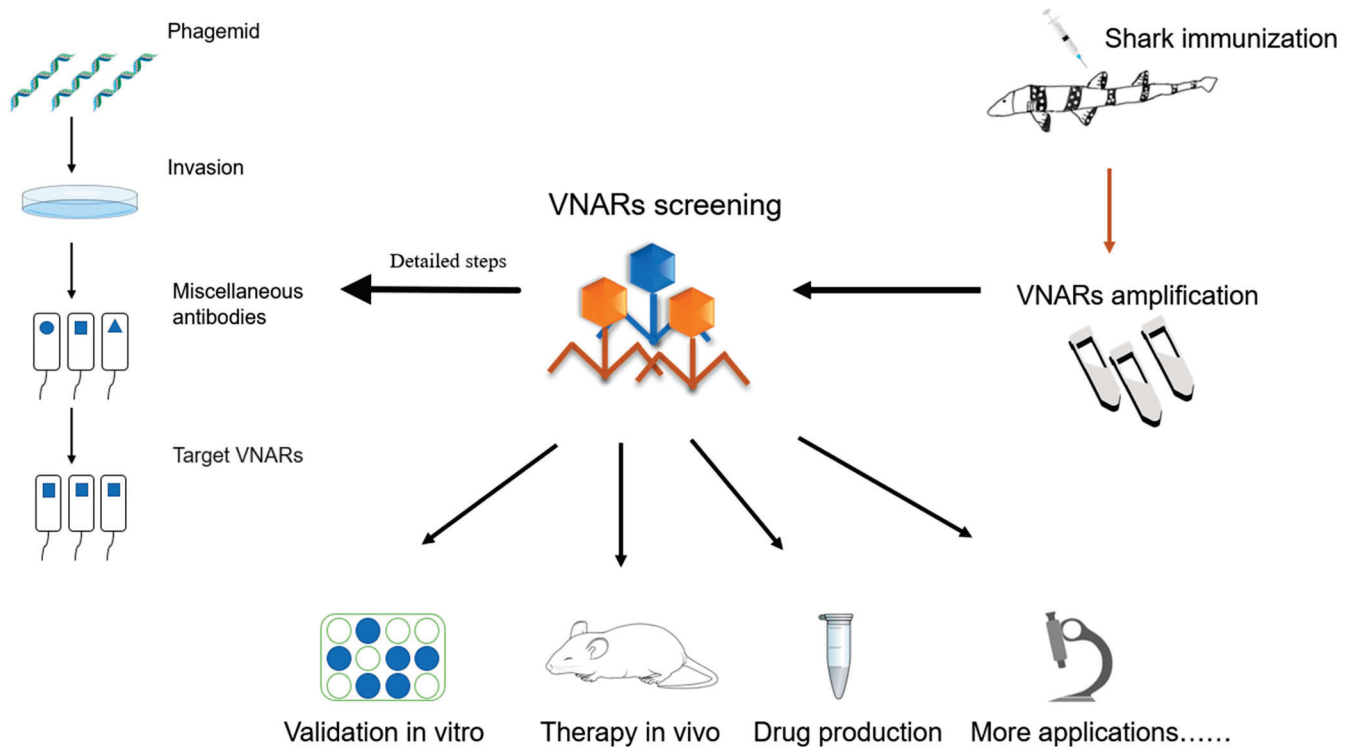 Phagemid
Shark immunization
Invasion
VNARs screening
Detailed steps
Miscellaneous
antibodies
VNARs amplification
Target VNARs
Validation in vitro
Therapy in vivo
Drug production
More applications……